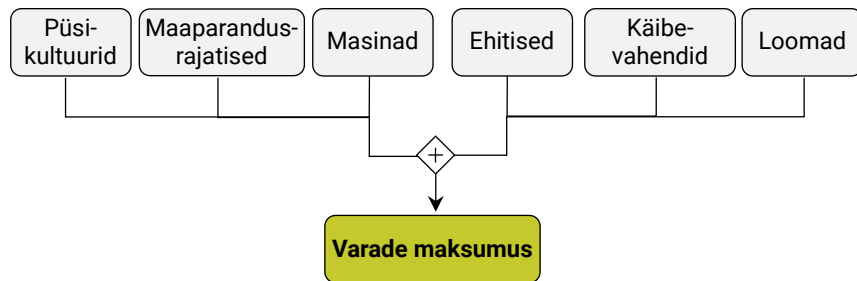 Püsi-
kultuurid
Maaparandus-
rajatised
Masinad
Ehitised
Käibe-
vahendid
Loomad
+
Varade maksumus